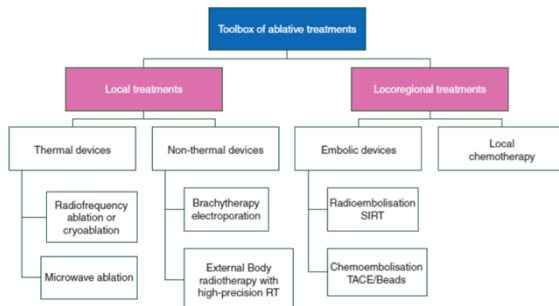 Toolbox of ablative treatments
Local treatments
Locoregional treatments
Thermal devices
Non-thermal devices
Embolic devices
Local
chemotherapy
Radiofrequency
ablation or
cryoablation
Brachytherapy
electroporation
Radioembolisation
SIRT
Microwave ablation
External Body
radiotherapy with
high-precision RT
Chemoembolisation
TACE/Beads